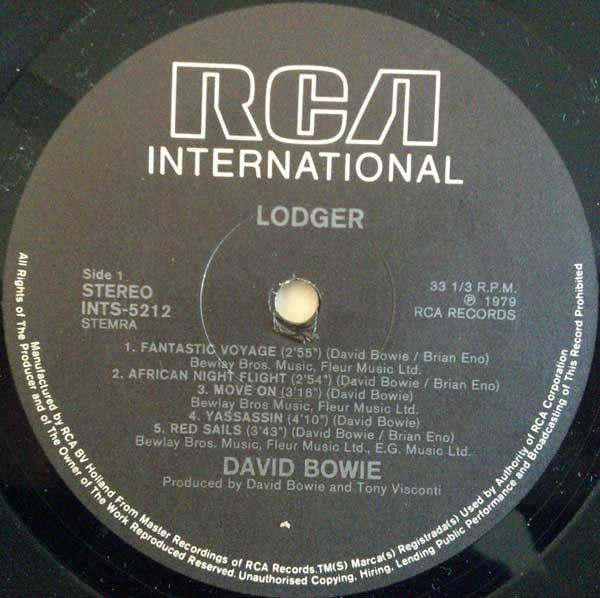 RCA
INTERNATIONAL
LODGER
Side 1
STEREO
INTS-5212
STEMRA
33 1/3 R.P.M.
℗ 1979
RCA RECORDS
1. FANTASTIC VOYAGE (2'55") (David Bowie / Brian Eno)
Bewlay Bros. Music, Fleur Music Ltd.
2. AFRICAN NIGHT FLIGHT (2'54") (David Bowie / Brian Eno)
3. MOVE ON (3'16") (David Bowie)
Bewlay Bros Music, Fleur Music Ltd.
4. YASSASSIN (4'10") (David Bowie)
5. RED SAILS (3'43") (David Bowie / Brian Eno)
Bewlay Bros. Music, Fleur Music Ltd., E.G. Music Ltd.
DAVID BOWIE
Produced by David Bowie and Tony Visconti
Manufactured by RCA BV Holland From Master Recordings of RCA Records.TM(S) Marca(s) Registrada(s) Used by Authority of RCA Corporation
All Rights of The Producer and of The Owner of The Work Reproduced Reserved. Unauthorised Copying, Hiring, Lending Public Performance and Broadcasting of This Record Prohibited